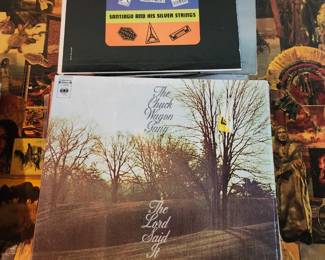 SANTIAGO AND HIS SILVER STRINGS
The
Chuck
Wagon
Gang
The
Lord
Said
It